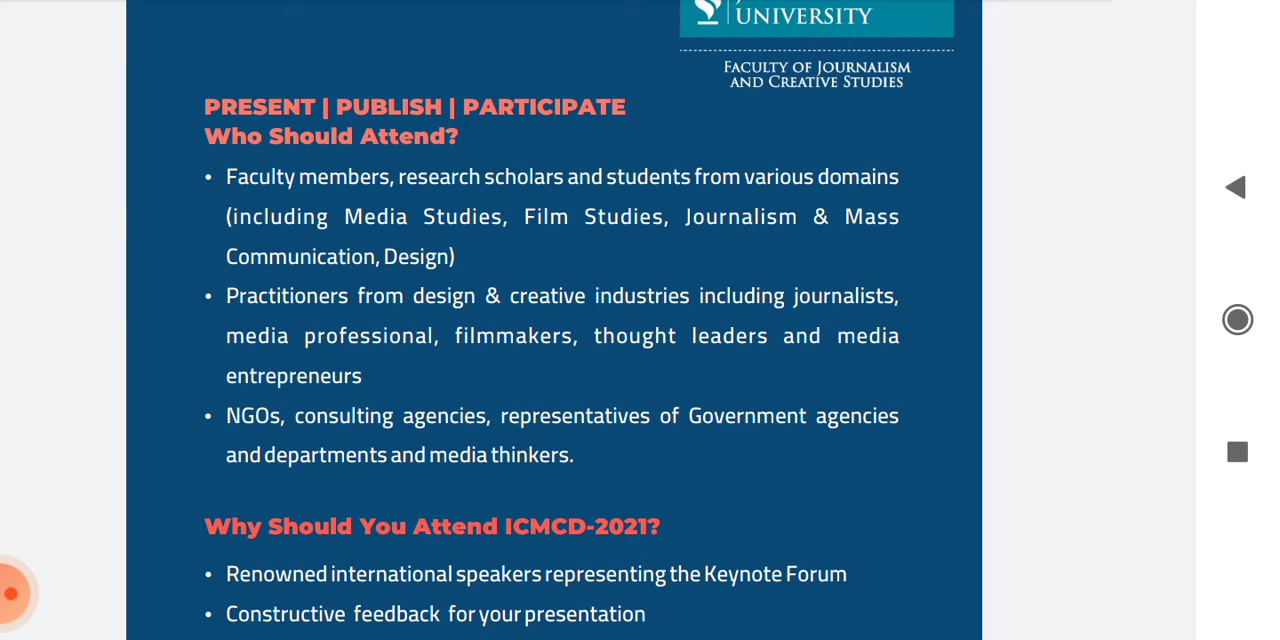 UNIVERSITY
FACULTY OF JOURNALISM
AND CREATIVE STUDIES
PRESENT | PUBLISH | PARTICIPATE
Who Should Attend?
• Faculty members, research scholars and students from various domains
(including Media Studies, Film Studies, Journalism & Mass
Communication, Design)
• Practitioners from design & creative industries including journalists,
media professional, filmmakers, thought leaders and media
entrepreneurs
• NGOs, consulting agencies, representatives of Government agencies
and departments and media thinkers.
Why Should You Attend ICMCD-2021?
• Renowned international speakers representing the Keynote Forum
• Constructive feedback for your presentation